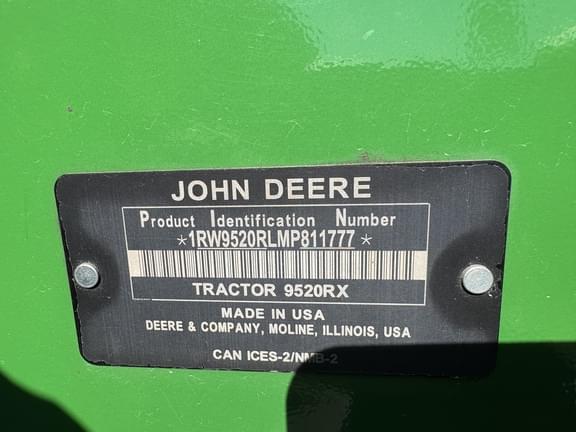 JOHN DEERE
Product Identification Number
*1RW9520RLMP811777*
TRACTOR 9520RX
MADE IN USA
DEERE & COMPANY, MOLINE, ILLINOIS, USA
CAN ICES-2/NMB-2